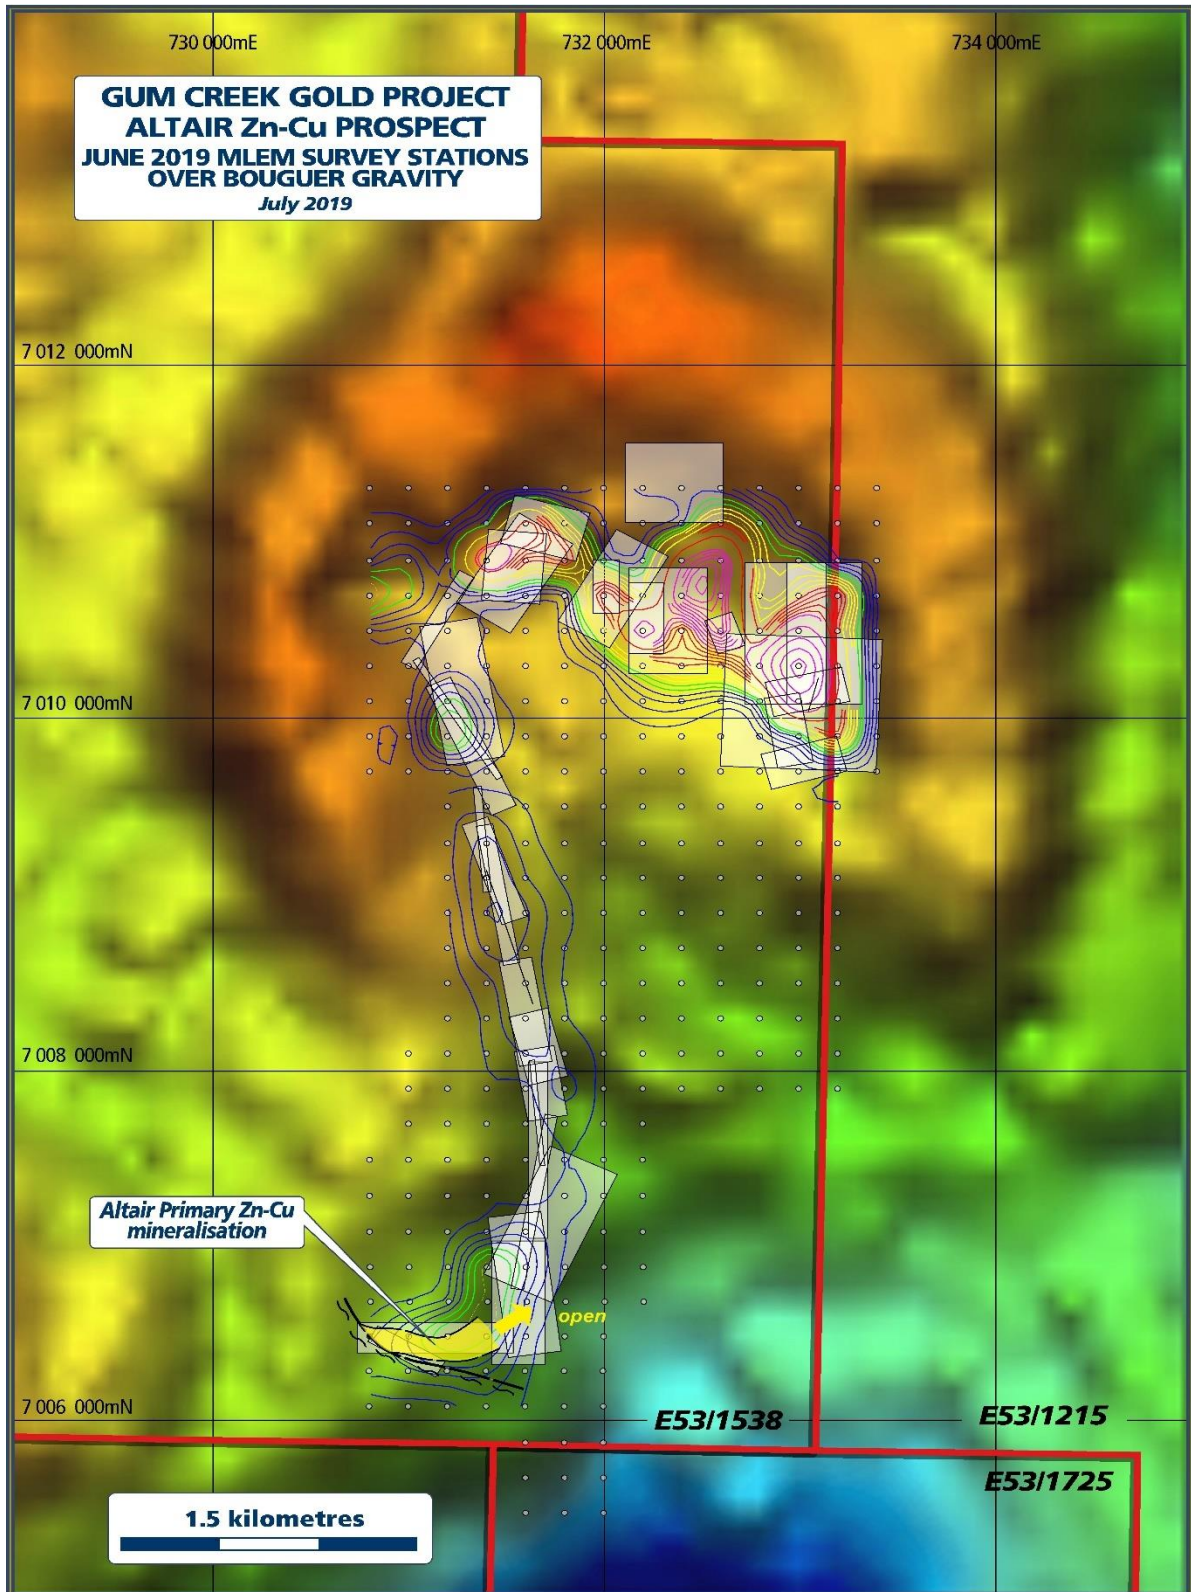 730 000mE
732 000mE
734 000mE
GUM CREEK GOLD PROJECT
ALTAIR Zn-Cu PROSPECT
JUNE 2019 MLEM SURVEY STATIONS
OVER BOUGUER GRAVITY
July 2019
7 012 000mN
7 010 000mN
7 008 000mN
Altair Primary Zn-Cu
mineralisation
open
7 006 000mN
E53/1538
E53/1215
E53/1725
1.5 kilometres